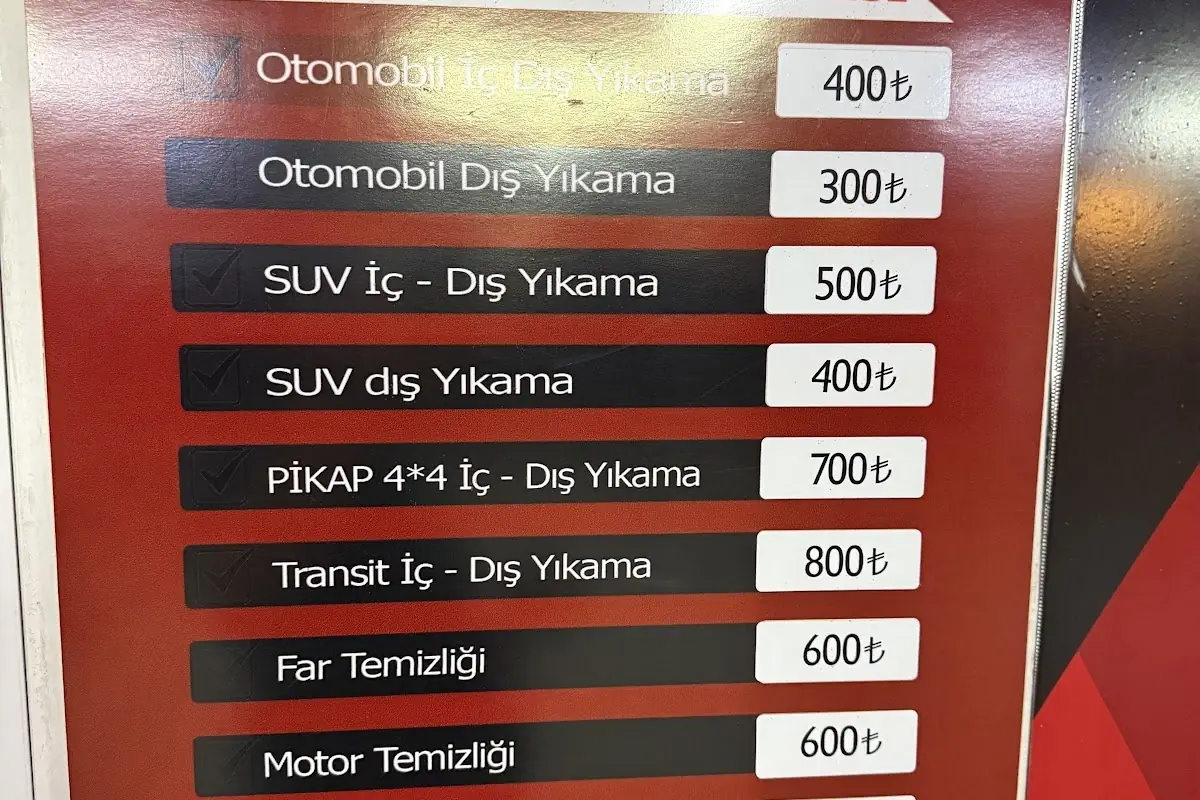 Otomobil İç Dış Yıkama 400₺
Otomobil Dış Yıkama 300₺
SUV İç - Dış Yıkama 500₺
SUV dış Yıkama 400₺
PİKAP 4*4 İç - Dış Yıkama 700₺
Transit İç - Dış Yıkama 800₺
Far Temizliği 600₺
Motor Temizliği 600₺